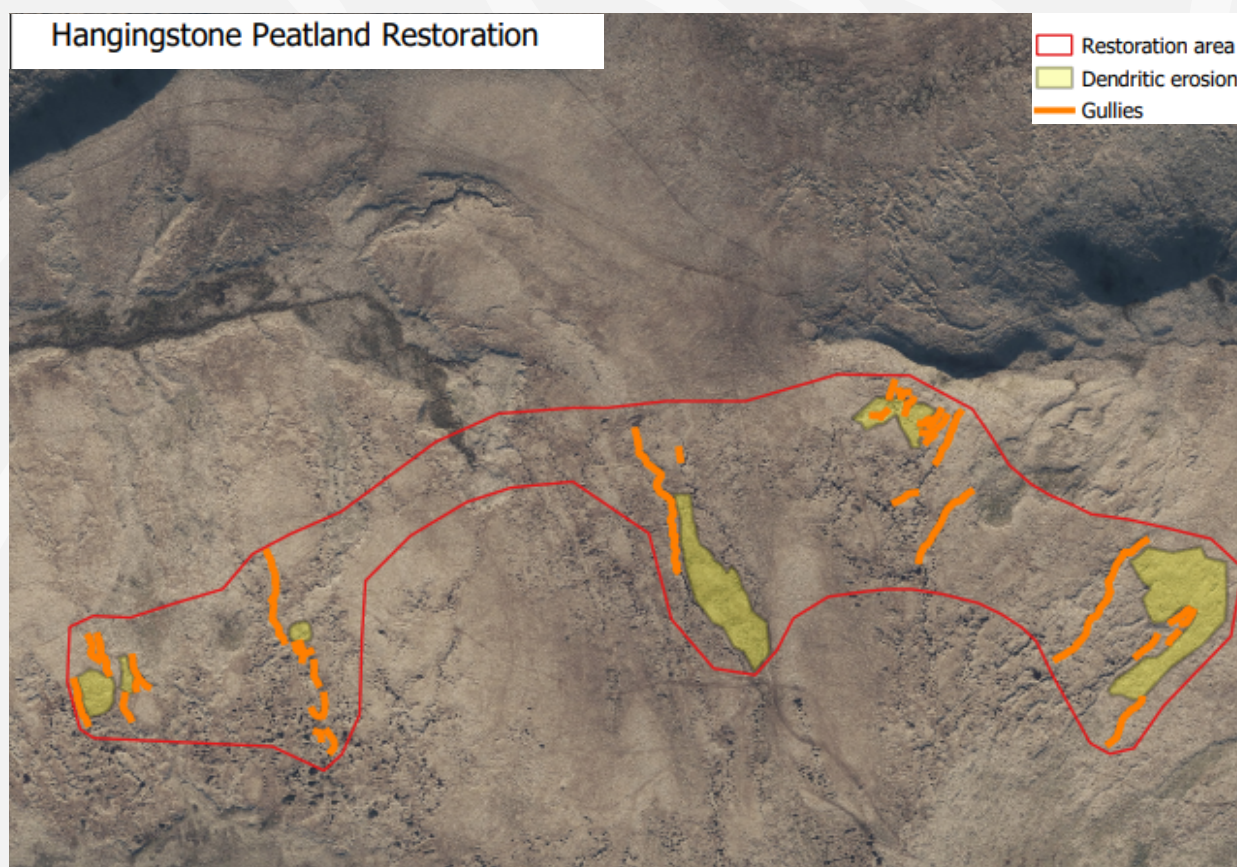 Hangingstone Peatland Restoration
Restoration area
Dendritic erosion
Gullies